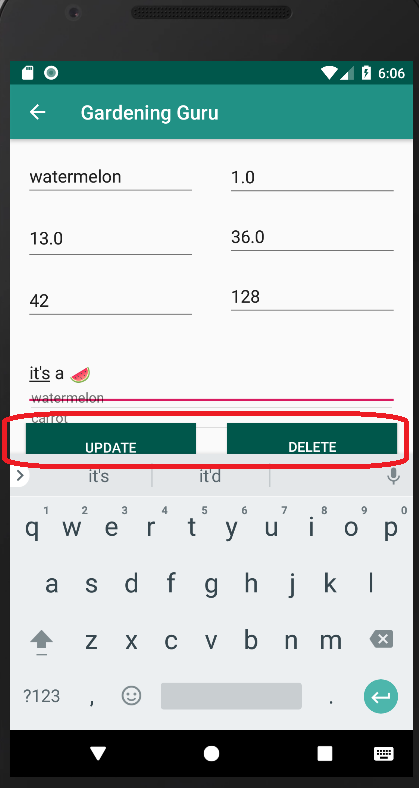 6:06
Gardening Guru
watermelon 1.0
13.0 36.0
42 128
it's a 🍉
watermelon
carrot
UPDATE DELETE
it's it'd
1 2 3 4 5 6 7 8 9 0
q w e r t y u i o p
a s d f g h j k l
z x c v b n m
?123 , .